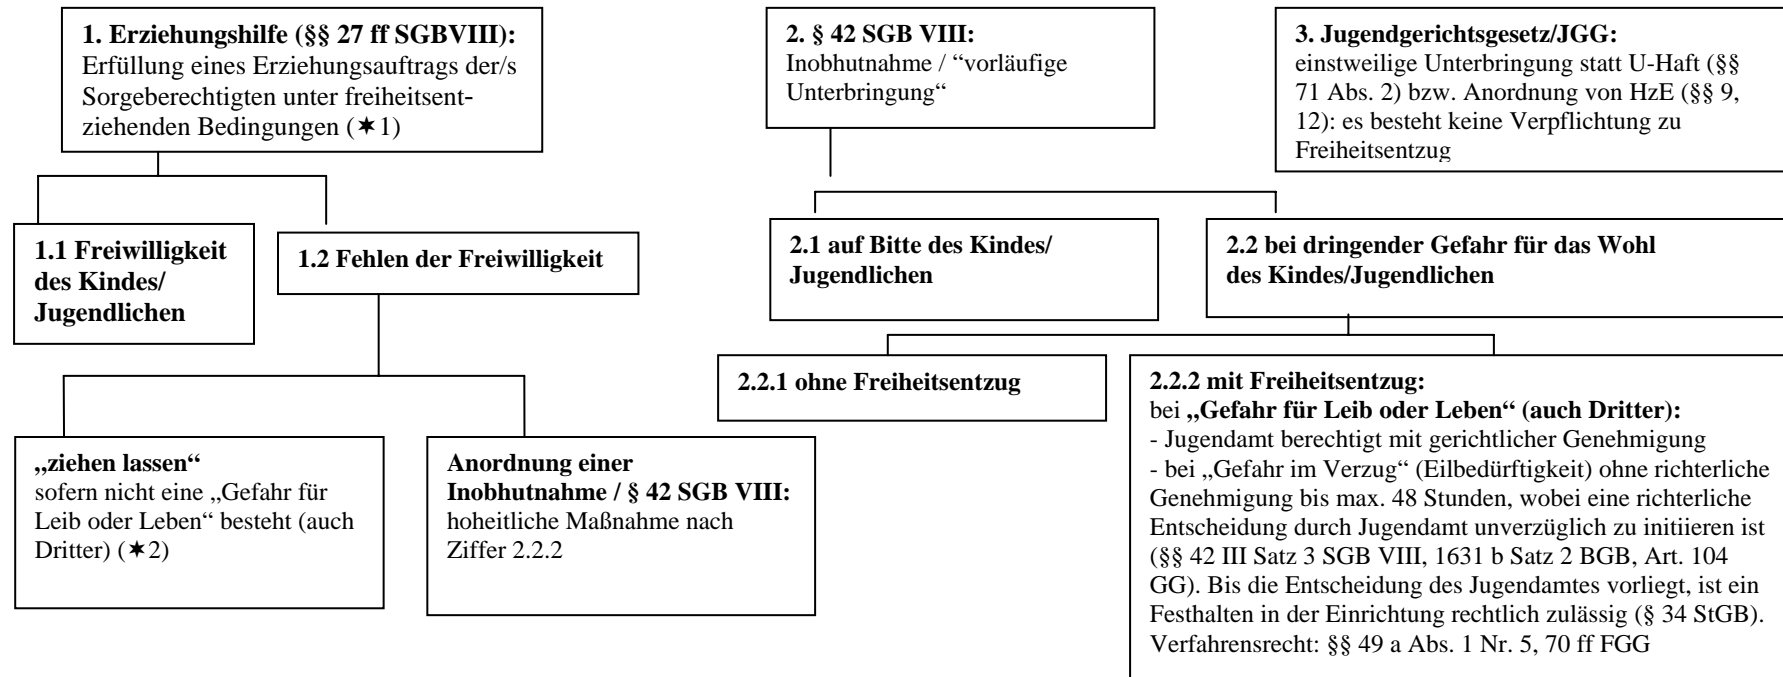 1. Erziehungshilfe (§§ 27 ff SGBVIII):
Erfüllung eines Erziehungsauftrags der/s
Sorgeberechtigten unter freiheitsent-
ziehenden Bedingungen (✶1)
2. § 42 SGB VIII:
Inobhutnahme / “vorläufige
Unterbringung“
3. Jugendgerichtsgesetz/JGG:
einstweilige Unterbringung statt U-Haft (§§
71 Abs. 2) bzw. Anordnung von HzE (§§ 9,
12): es besteht keine Verpflichtung zu
Freiheitsentzug
1.1 Freiwilligkeit
des Kindes/
Jugendlichen
1.2 Fehlen der Freiwilligkeit
2.1 auf Bitte des Kindes/
Jugendlichen
2.2 bei dringender Gefahr für das Wohl
des Kindes/Jugendlichen
„ziehen lassen“
sofern nicht eine „Gefahr für
Leib oder Leben“ besteht (auch
Dritter) (✶2)
Anordnung einer
Inobhutnahme / § 42 SGB VIII:
hoheitliche Maßnahme nach
Ziffer 2.2.2
2.2.1 ohne Freiheitsentzug
2.2.2 mit Freiheitsentzug:
bei „Gefahr für Leib oder Leben“ (auch Dritter):
- Jugendamt berechtigt mit gerichtlicher Genehmigung
- bei „Gefahr im Verzug“ (Eilbedürftigkeit) ohne richterliche
Genehmigung bis max. 48 Stunden, wobei eine richterliche
Entscheidung durch Jugendamt unverzüglich zu initiieren ist
(§§ 42 III Satz 3 SGB VIII, 1631 b Satz 2 BGB, Art. 104
GG). Bis die Entscheidung des Jugendamtes vorliegt, ist ein
Festhalten in der Einrichtung rechtlich zulässig (§ 34 StGB).
Verfahrensrecht: §§ 49 a Abs. 1 Nr. 5, 70 ff FGG